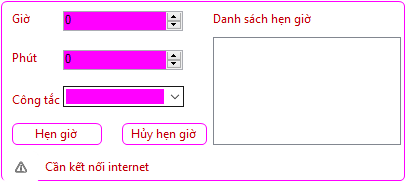 Giờ
0
Danh sách hẹn giờ
Phút
0
Công tắc
Hẹn giờ
Hủy hẹn giờ
Cần kết nối internet